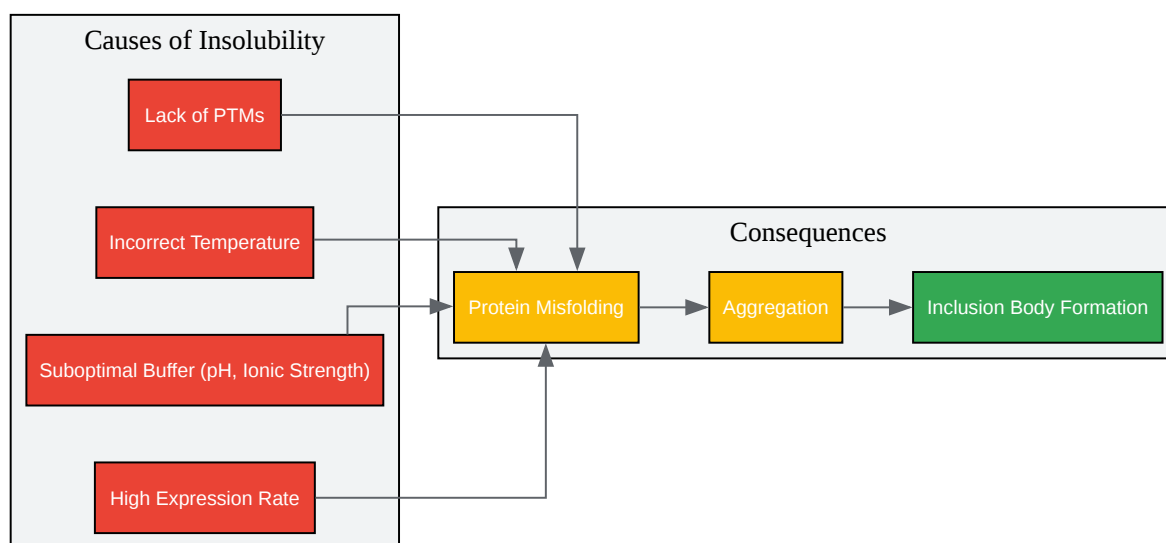 Causes of Insolubility
Lack of PTMs
Incorrect Temperature
Suboptimal Buffer (pH, Ionic Strength)
High Expression Rate
Consequences
Protein Misfolding
Aggregation
Inclusion Body Formation